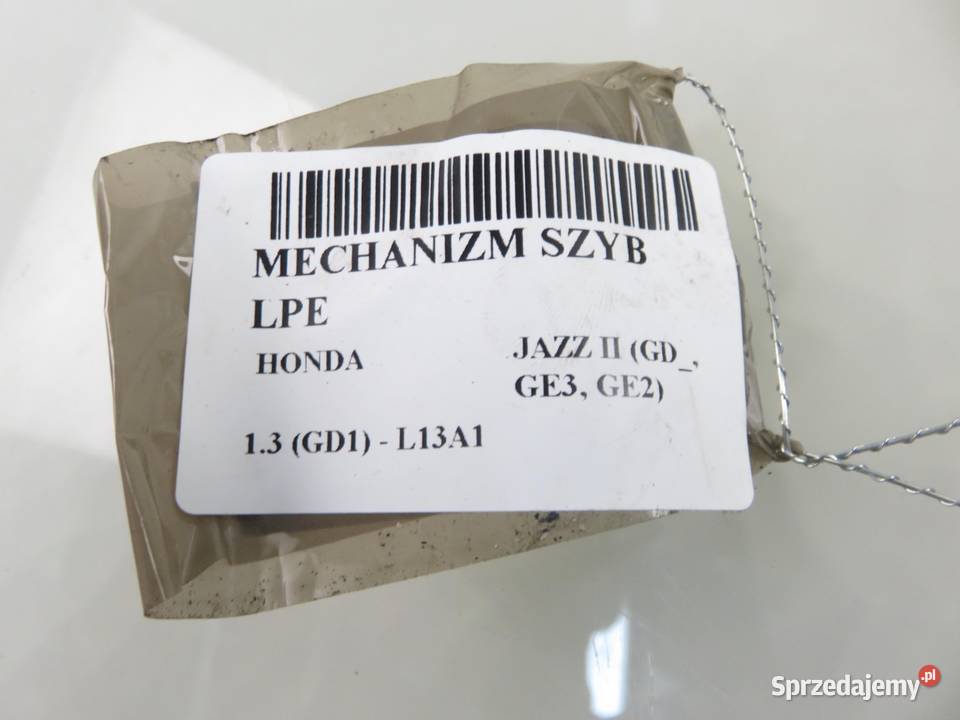 MECHANIZM SZYB
LPE
HONDA
JAZZ II (GD_,
GE3, GE2)
1.3 (GD1) - L13A1
Sprzedajemy.pl